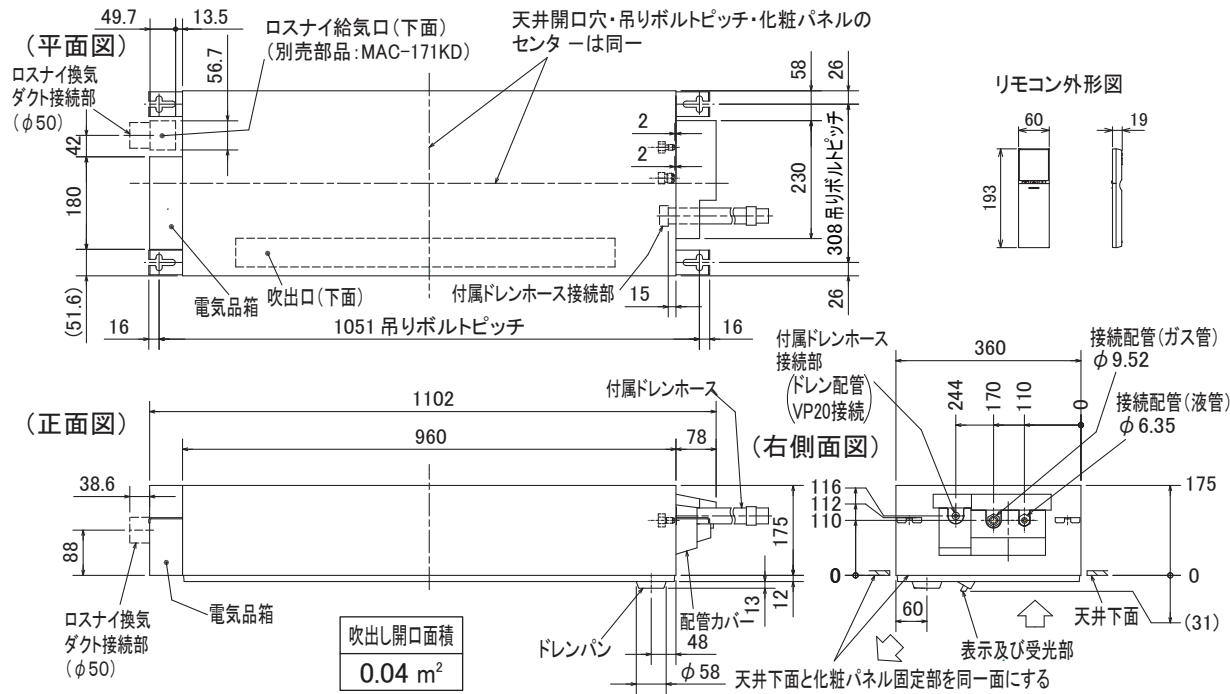 49.7
13.5
ロスナイ給気口(下面)
(別売部品:MAC-171KD)
天井開口穴・吊りボルトピッチ・化粧パネルの
センターは同一
(平面図)
ロスナイ換気
ダクト接続部
(φ50)
56.7
58
26
42
180
(51.6)
2
2
230
308 吊りボルトピッチ
26
電気品箱
吹出口(下面)
付属ドレンホース接続部
15
16
1051 吊りボルトピッチ
16
リモコン外形図
60
19
193
(正面図)
1102
960
78
付属ドレンホース
38.6
88
175
13
12
ロスナイ換気
ダクト接続部
(φ50)
電気品箱
吹出し開口面積
0.04 m²
ドレンパン
配管カバー
48
φ58
(右側面図)
付属ドレンホース
接続部
(ドレン配管
VP20接続)
360
接続配管(ガス管)
φ9.52
244
170
110
0
接続配管(液管)
φ6.35
116
112
110
0
175
0
(31)
60
天井下面
表示及び受光部
天井下面と化粧パネル固定部を同一面にする